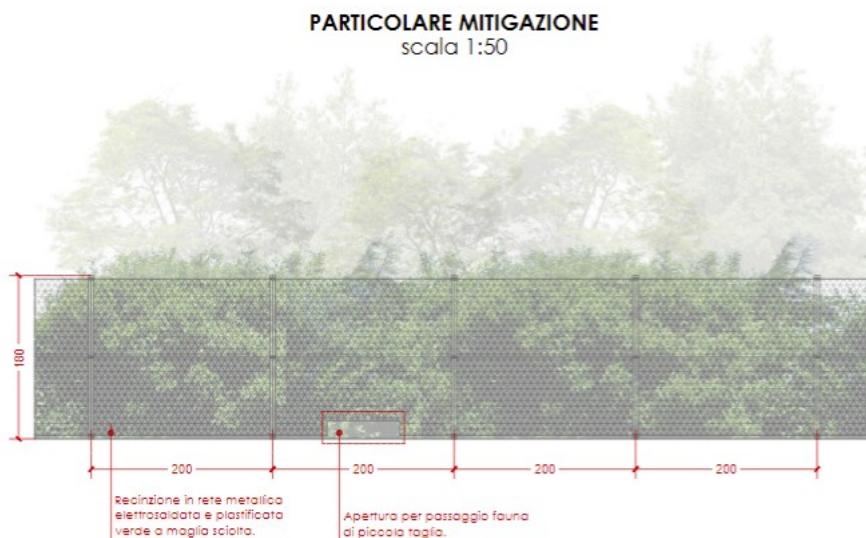 PARTICOLARE MITIGAZIONE
scala 1:50
180
200
200
200
200
Recinzione in rete metallica
elettrosaldata e plastificata
verde a maglia sciolta.
Apertura per passaggio fauna
di piccola taglia.